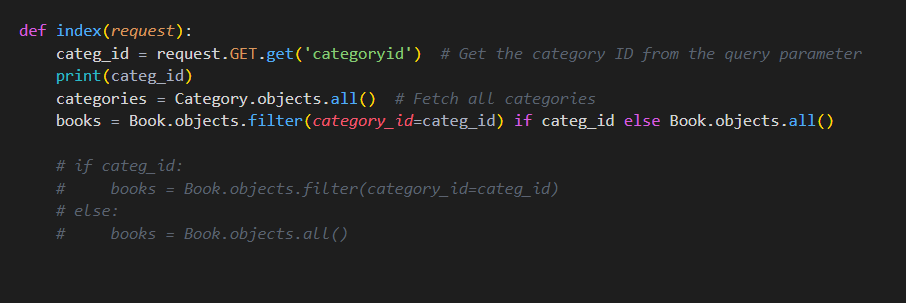 def index(request):
    categ_id = request.GET.get('categoryid')  # Get the category ID from the query parameter
    print(categ_id)
    categories = Category.objects.all()  # Fetch all categories
    books = Book.objects.filter(category_id=categ_id) if categ_id else Book.objects.all()

    # if categ_id:
    #     books = Book.objects.filter(category_id=categ_id)
    # else:
    #     books = Book.objects.all()